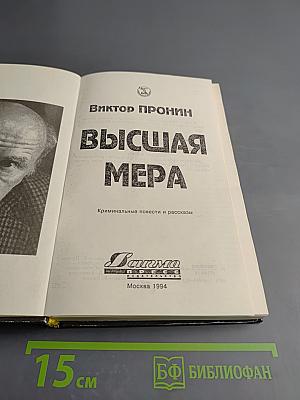 Виктор ПРОНИН
ВЫСШАЯ
МЕРА
Криминальные повести и рассказы
Москва 1994
15 см
БФ БИБЛИОФАН